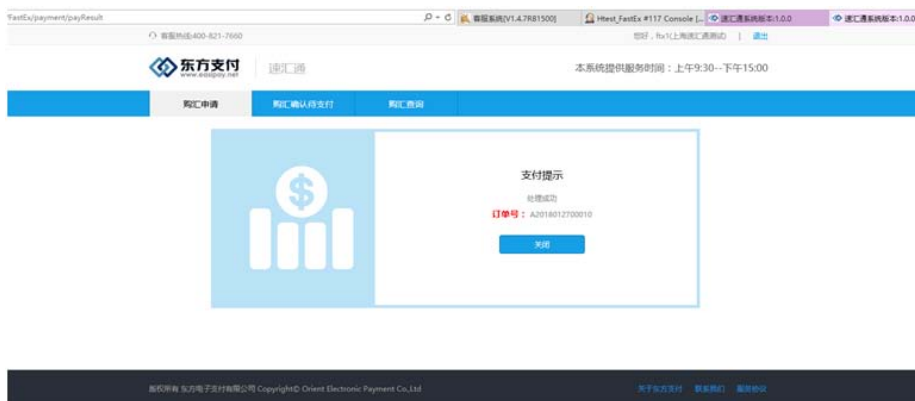 FastEx/payment/payResult
客服系统[V1.4.7R81500]
Htest_FastEx #117 Console [...
速汇通系统版本:1.0.0
速汇通系统版本:1.0.0
客服热线:400-821-7660
您好，ftx1(上海速汇通测试) | 退出
东方支付
www.easipay.net
速汇通
本系统提供服务时间：上午9:30--下午15:00
购汇申请 购汇确认待支付 购汇查询
支付提示
处理成功
订单号： A2018012700010
关闭
版权所有 东方电子支付有限公司 Copyright© Orient Electronic Payment Co.,Ltd
关于东方支付 联系我们 服务协议